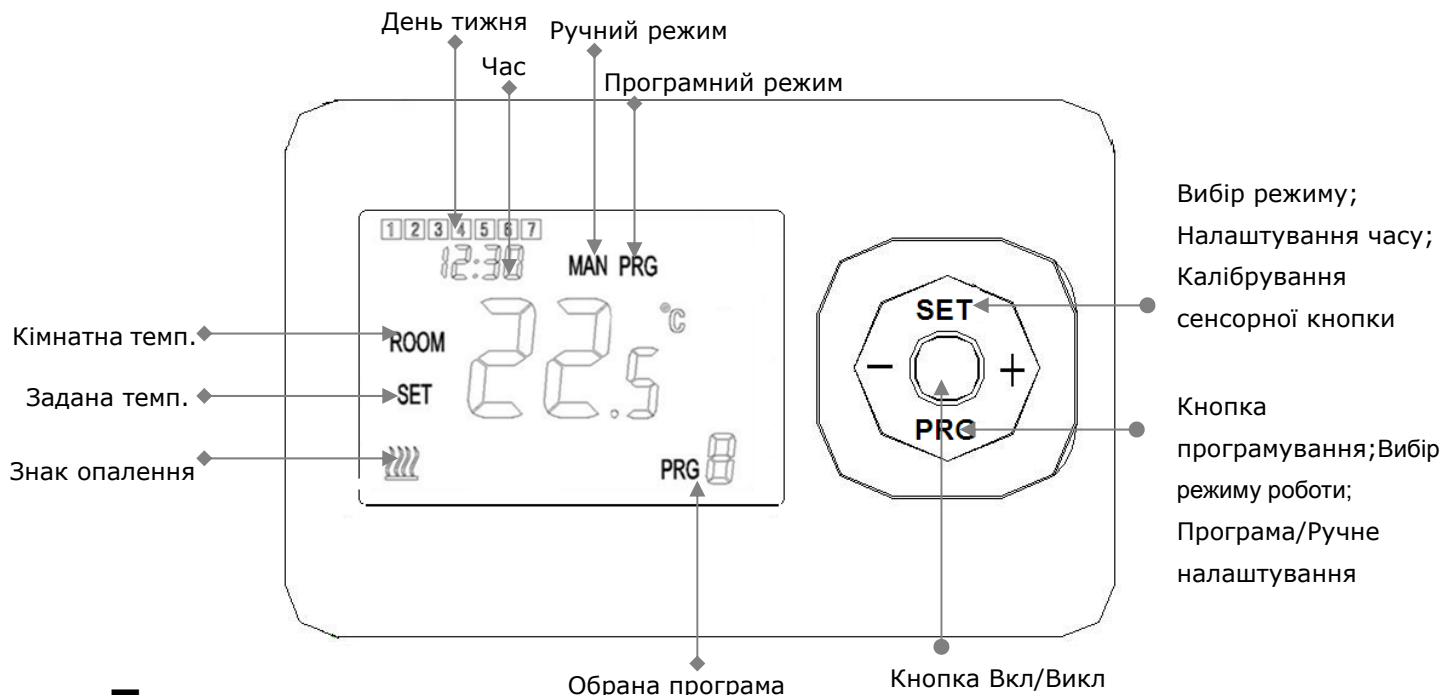 День тижня
Ручний режим
Час
Програмний режим
1 2 3 4 5 6 7
12:30
MAN PRG
Кімнатна темп.
ROOM
22.5 °C
Задана темп.
SET
Знак опалення
PRG 8
SET
− +
PRG
Вибір режиму;
Налаштування часу;
Калібрування
сенсорної кнопки
Кнопка
програмування;Вибір
режиму роботи;
Програма/Ручне
налаштування
Обрана програма
Кнопка Вкл/Викл